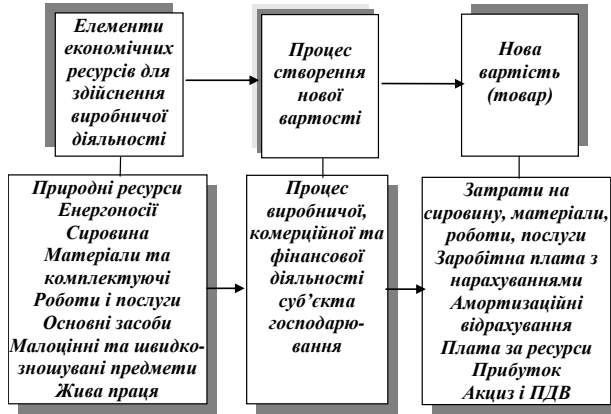 Елементи
економічних
ресурсів для
здійснення
виробничої
діяльності
Процес
створення
нової
вартості
Нова
вартість
(товар)
Природні ресурси
Енергоносії
Сировина
Матеріали та
комплектуючі
Роботи і послуги
Основні засоби
Малоцінні та швидко-
зношувані предмети
Жива праця
Процес
виробничої,
комерційної та
фінансової
діяльності
суб’єкта
господарю-
вання
Затрати на
сировину, матеріали,
роботи, послуги
Заробітна плата з
нарахуваннями
Амортизаційні
відрахування
Плата за ресурси
Прибуток
Акциз і ПДВ